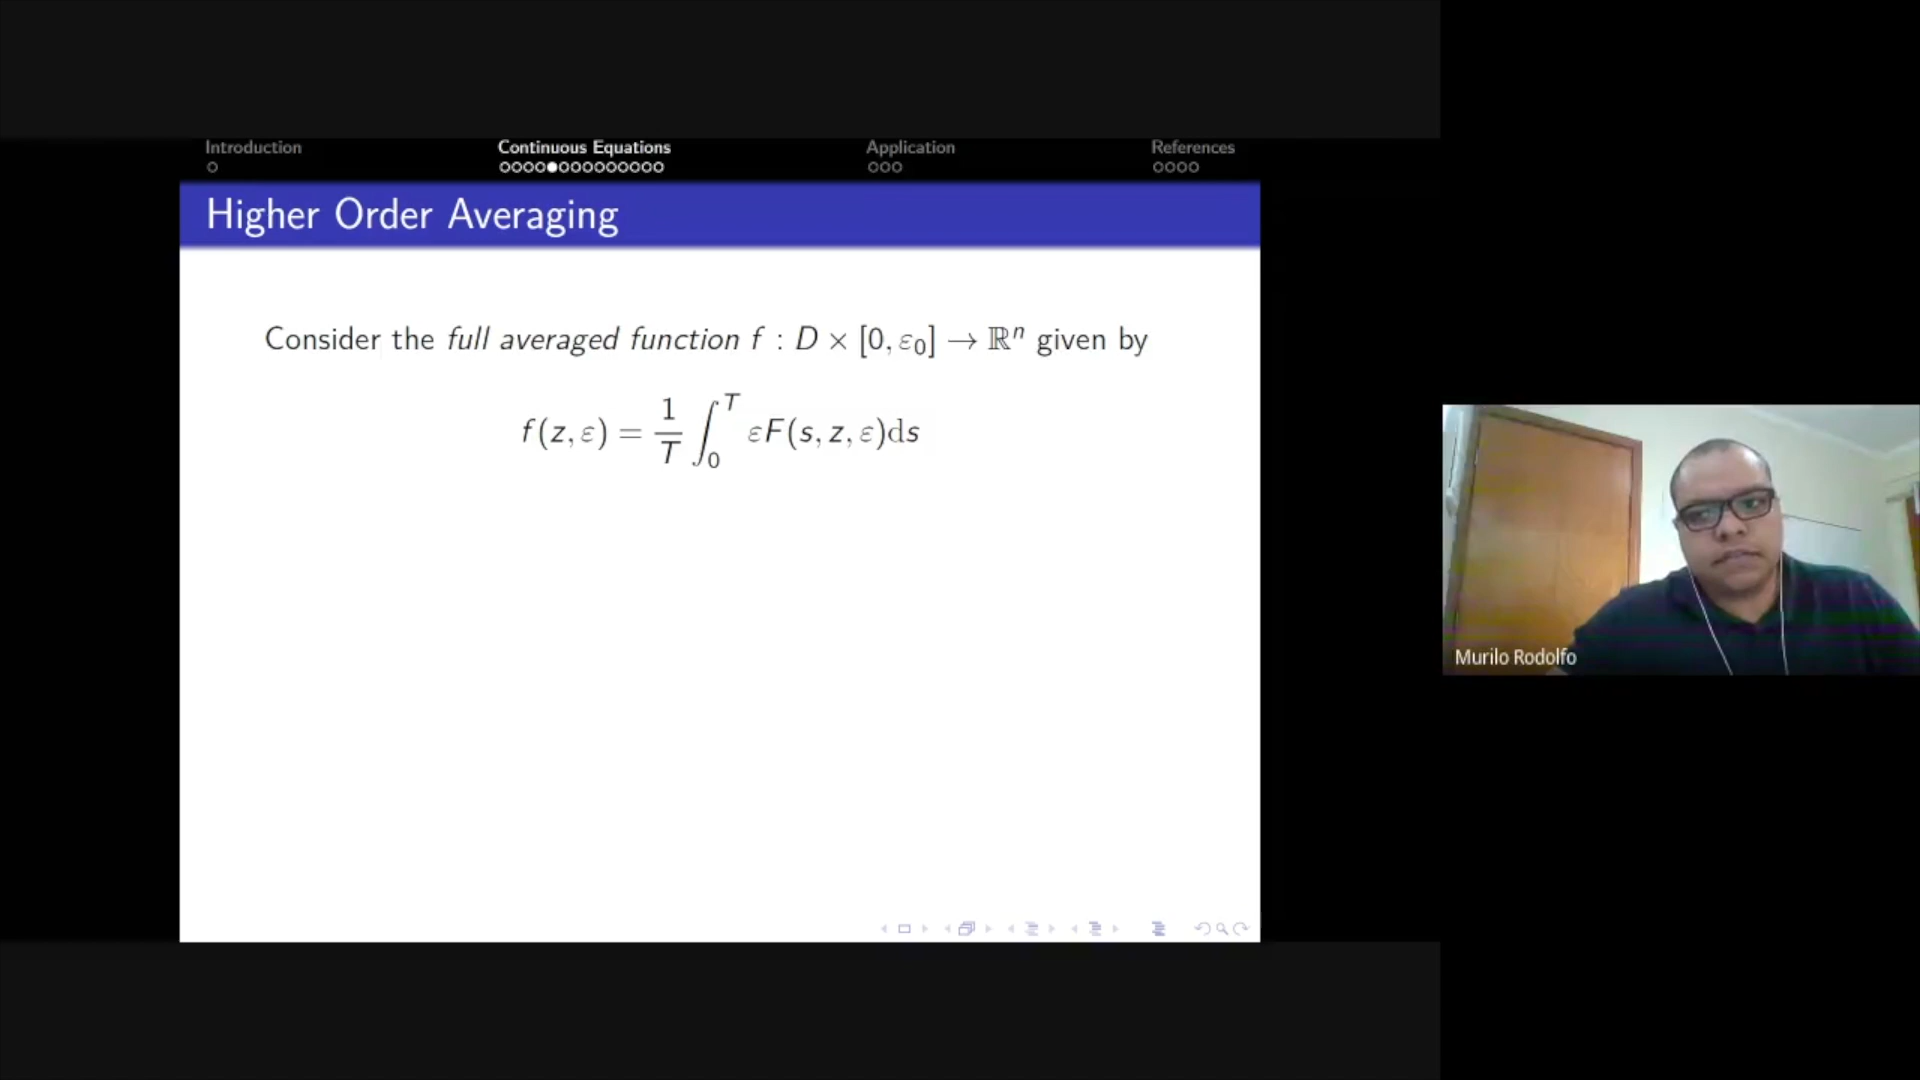 Introduction
Continuous Equations
Application
References
Higher Order Averaging
Consider the full averaged function f : D × [0, ε₀] → ℝⁿ given by
f(z, ε) = 1/T ∫₀ᵀ εF(s, z, ε)ds
Murilo Rodolfo